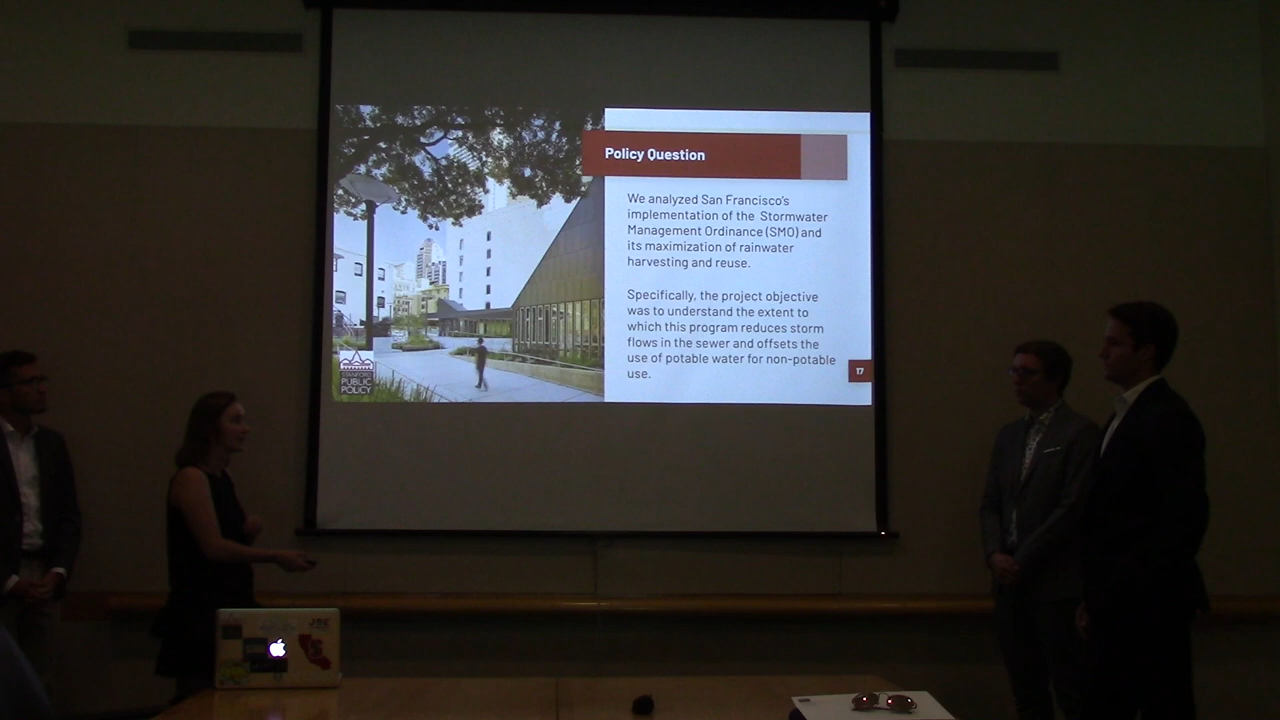 Policy Question
We analyzed San Francisco's
implementation of the Stormwater
Management Ordinance (SMO) and
its maximization of rainwater
harvesting and reuse.
Specifically, the project objective
was to understand the extent to
which this program reduces storm
flows in the sewer and offsets the
use of potable water for non-potable
use.
17
STANFORD
PUBLIC
POLICY